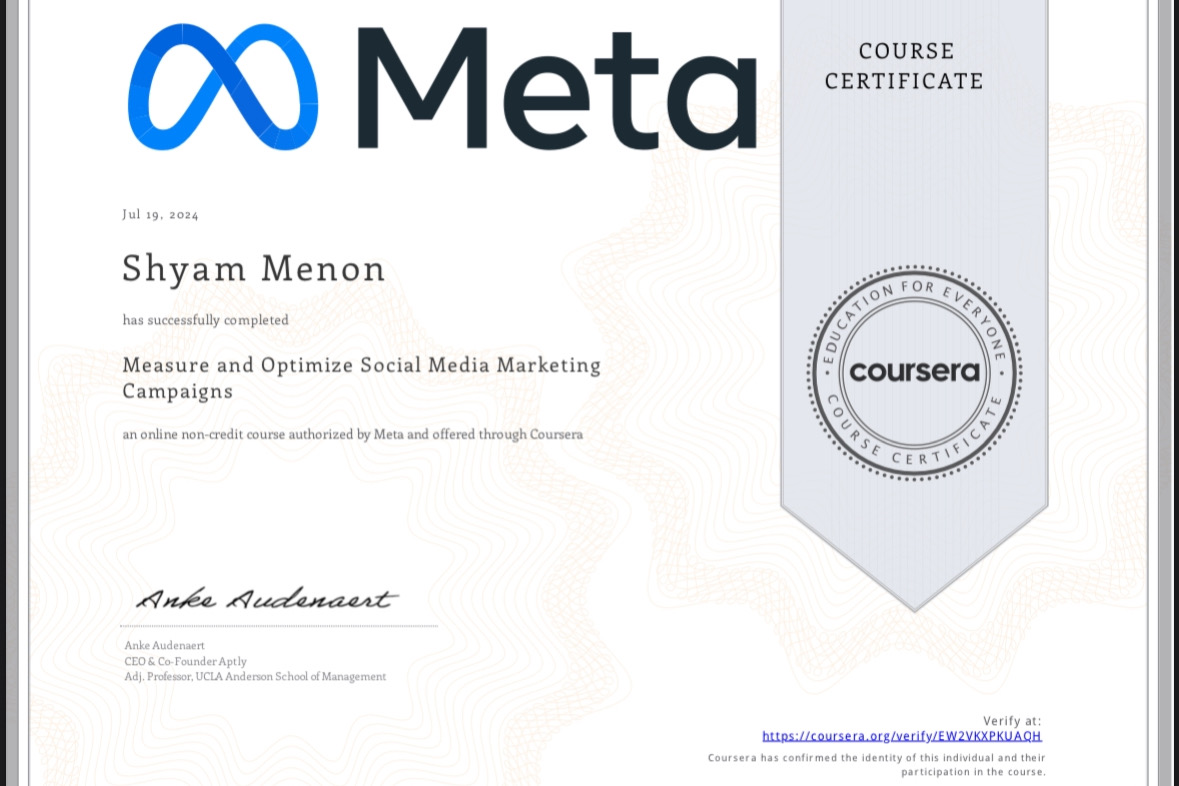 Meta
COURSE
CERTIFICATE
Jul 19, 2024
Shyam Menon
has successfully completed
Measure and Optimize Social Media Marketing
Campaigns
an online non-credit course authorized by Meta and offered through Coursera
EDUCATION FOR EVERYONE
coursera
COURSE CERTIFICATE
Anke Audenaert
Anke Audenaert
CEO & Co-Founder Aptly
Adj. Professor, UCLA Anderson School of Management
Verify at:
https://coursera.org/verify/EW2VKXPKUAQH
Coursera has confirmed the identity of this individual and their
participation in the course.